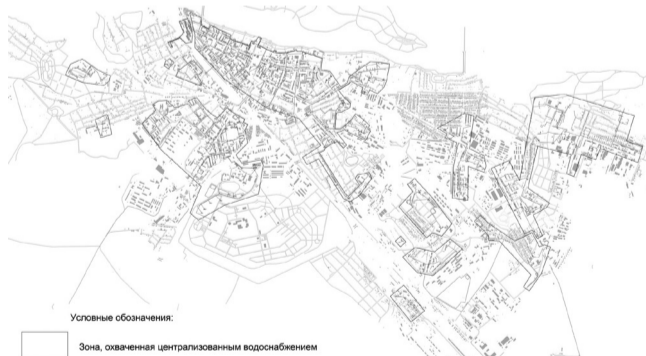 Условные обозначения:
Зона, охваченная централизованным водоснабжением